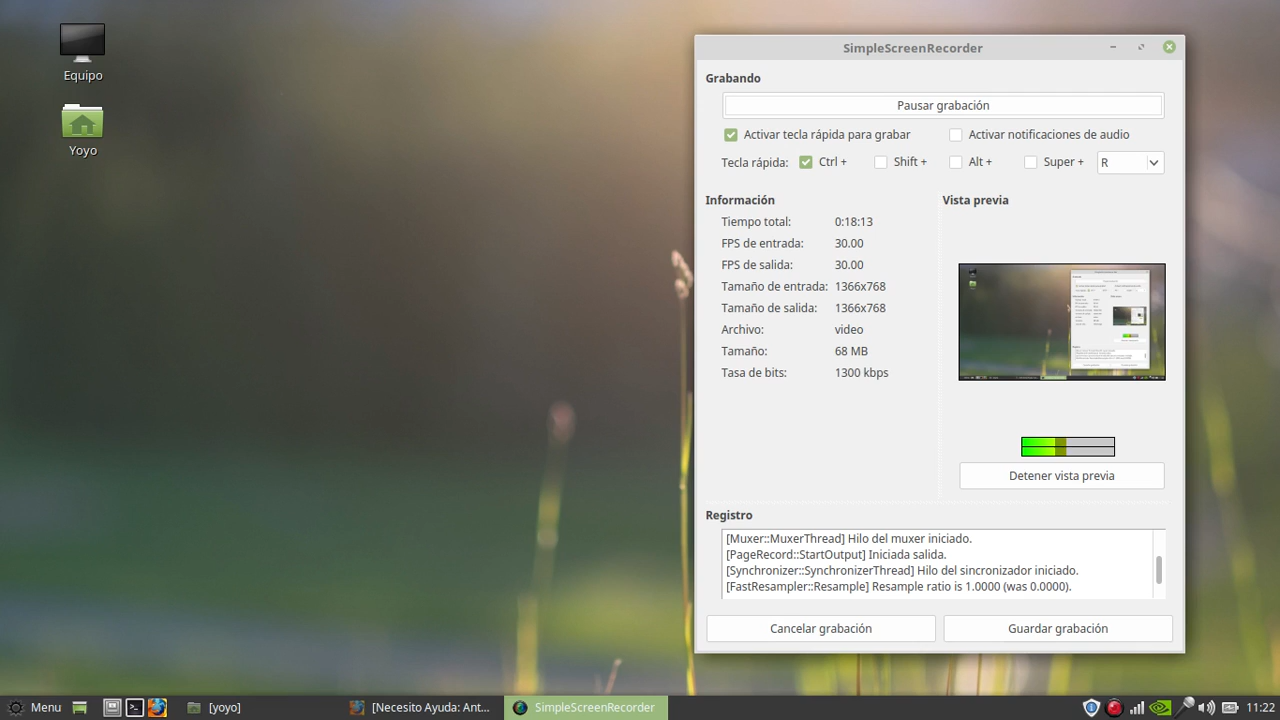 Equipo
Yoyo
SimpleScreenRecorder
Grabando
Pausar grabación
Activar tecla rápida para grabar
Activar notificaciones de audio
Tecla rápida: Ctrl + Shift + Alt + Super + R
Información
Vista previa
Tiempo total: 0:18:13
FPS de entrada: 30.00
FPS de salida: 30.00
Tamaño de entrada: 1366x768
Tamaño de salida: 1366x768
Archivo: video
Tamaño: 68 MB
Tasa de bits: 1300 kbps
Detener vista previa
Registro
[Muxer::MuxerThread] Hilo del muxer iniciado.
[PageRecord::StartOutput] Iniciada salida.
[Synchronizer::SynchronizerThread] Hilo del sincronizador iniciado.
[FastResampler::Resample] Resample ratio is 1.0000 (was 0.0000).
Cancelar grabación
Guardar grabación
Menu
[yoyo]
[Necesito Ayuda: Ant...
SimpleScreenRecorder
11:22